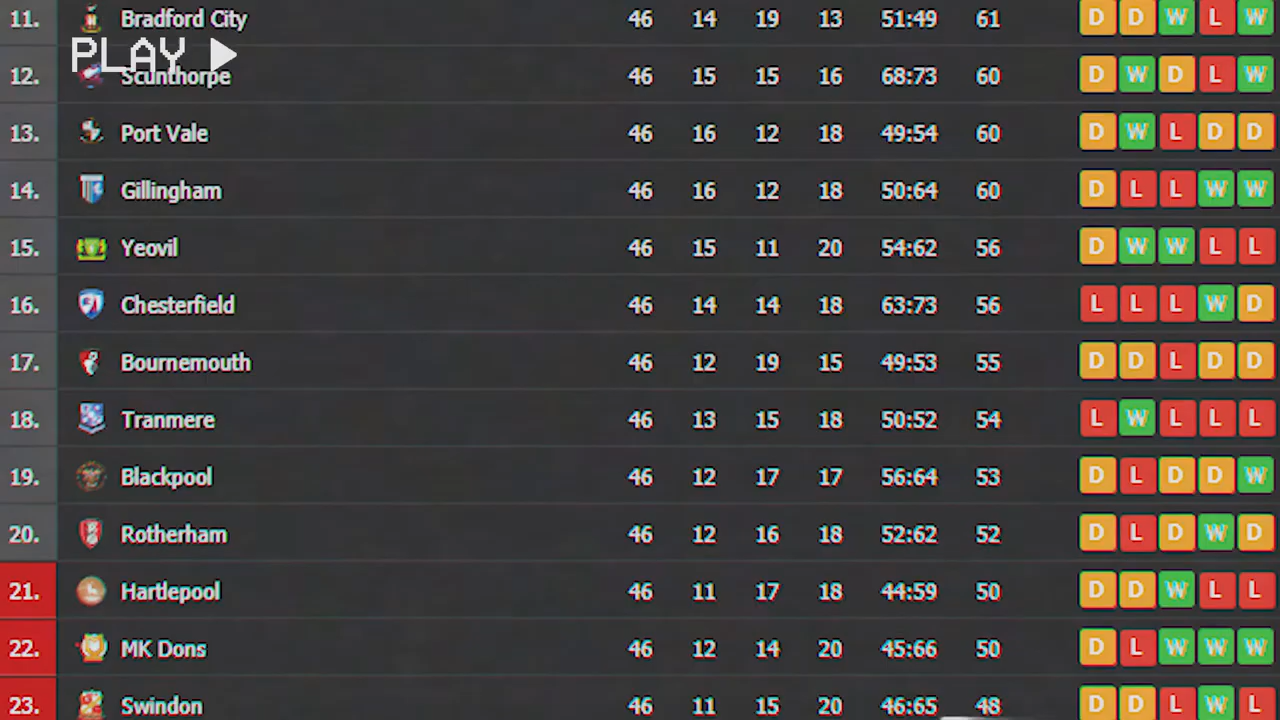 11. Bradford City 46 14 19 13 51:49 61 D D W L W
PLAY
12. Scunthorpe 46 15 15 16 68:73 60 D W D L W
13. Port Vale 46 16 12 18 49:54 60 D W L D D
14. Gillingham 46 16 12 18 50:64 60 D L L W W
15. Yeovil 46 15 11 20 54:62 56 D W W L L
16. Chesterfield 46 14 14 18 63:73 56 L L L W D
17. Bournemouth 46 12 19 15 49:53 55 D D L D D
18. Tranmere 46 13 15 18 50:52 54 L W L L L
19. Blackpool 46 12 17 17 56:64 53 D L D D W
20. Rotherham 46 12 16 18 52:62 52 D L D W D
21. Hartlepool 46 11 17 18 44:59 50 D D W L L
22. MK Dons 46 12 14 20 45:66 50 D L W W W
23. Swindon 46 11 15 20 46:65 48 D D L W L